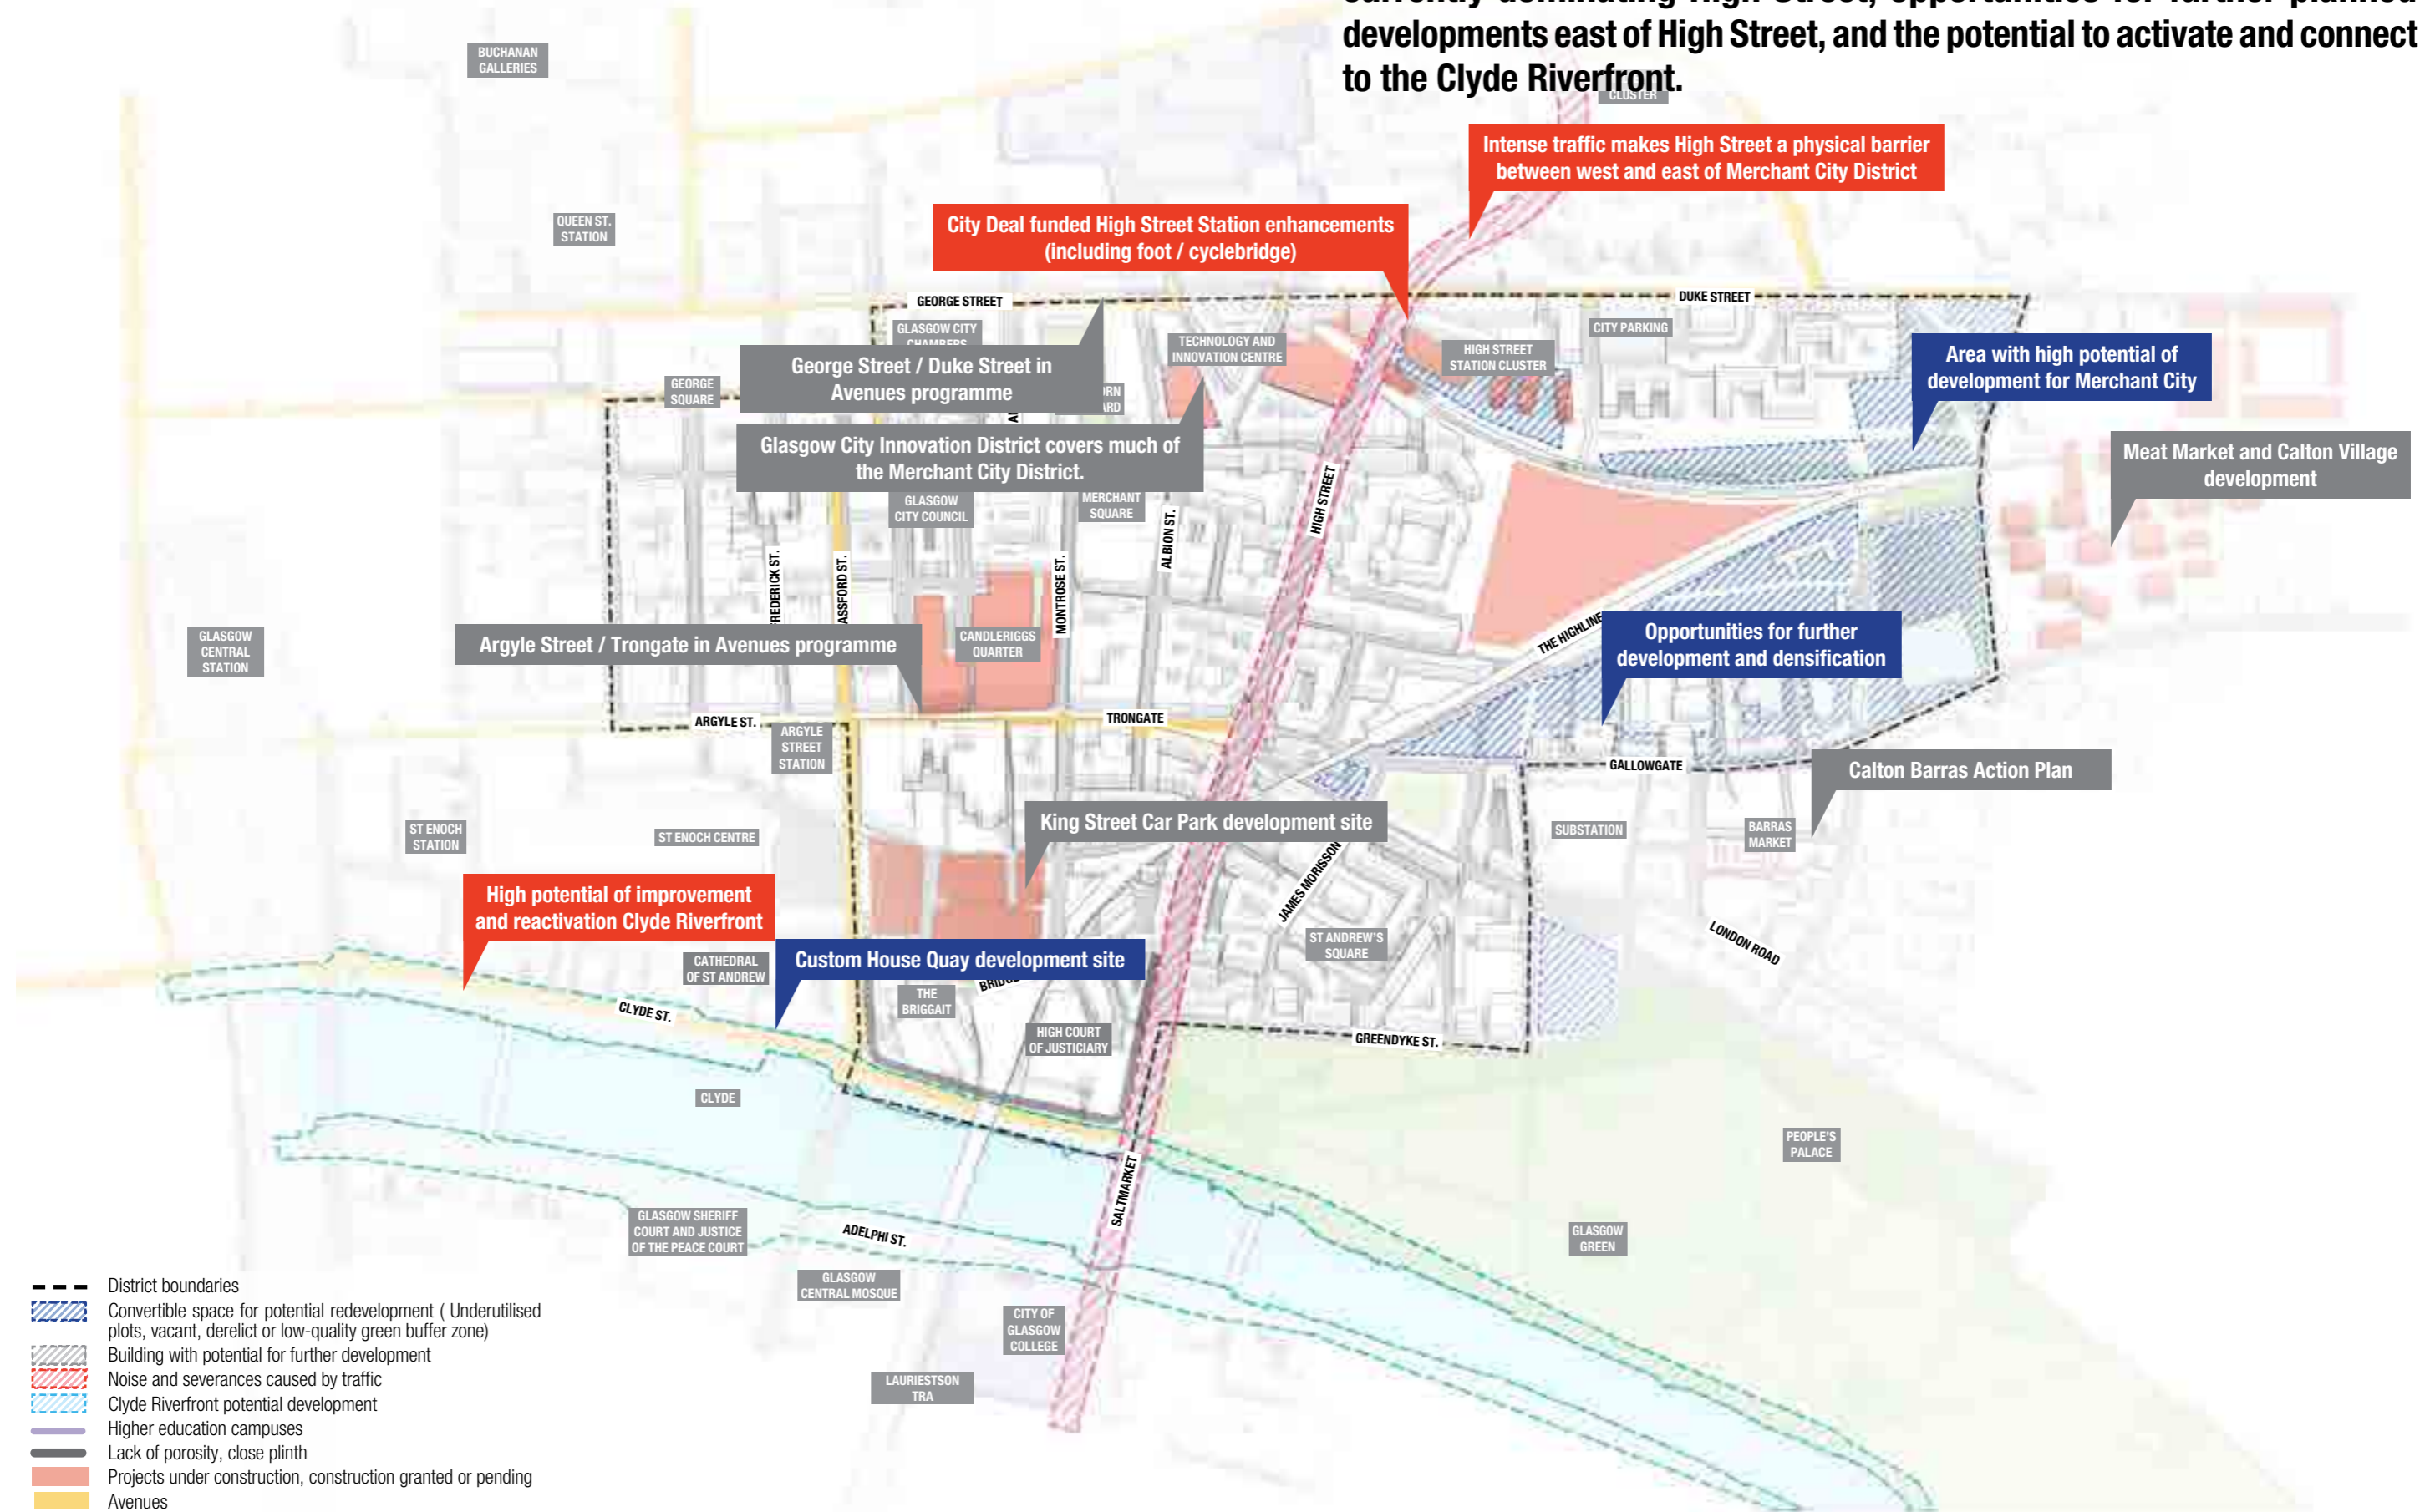 developments east of High Street, and the potential to activate and connect
to the Clyde Riverfront.
BUCHANAN
GALLERIES
CLUSTER
Intense traffic makes High Street a physical barrier
between west and east of Merchant City District
QUEEN ST.
STATION
City Deal funded High Street Station enhancements
(including foot / cyclebridge)
GEORGE STREET
DUKE STREET
GLASGOW CITY
CHAMBERS
TECHNOLOGY AND
INNOVATION CENTRE
CITY PARKING
HIGH STREET
STATION CLUSTER
Area with high potential of
development for Merchant City
George Street / Duke Street in
Avenues programme
GEORGE
SQUARE
Glasgow City Innovation District covers much of
the Merchant City District.
Meat Market and Calton Village
development
GLASGOW
CITY COUNCIL
MERCHANT
SQUARE
ALBION ST.
HIGH STREET
MONTROSE ST.
THE HIGHLINE
Opportunities for further
development and densification
GLASGOW
CENTRAL
STATION
Argyle Street / Trongate in Avenues programme
CANDLERIGGS
QUARTER
ARGYLE ST.
TRONGATE
ARGYLE
STREET
STATION
GALLOWGATE
Calton Barras Action Plan
King Street Car Park development site
ST ENOCH
STATION
ST ENOCH CENTRE
SUBSTATION
BARRAS
MARKET
JAMES MORISSON
High potential of improvement
and reactivation Clyde Riverfront
ST ANDREW'S
SQUARE
LONDON ROAD
CATHEDRAL
OF ST ANDREW
Custom House Quay development site
THE
BRIGGAIT
CLYDE ST.
HIGH COURT
OF JUSTICIARY
GREENDYKE ST.
CLYDE
PEOPLE'S
PALACE
SALTMARKET
GLASGOW SHERIFF
COURT AND JUSTICE
OF THE PEACE COURT
ADELPHI ST.
GLASGOW
GREEN
GLASGOW
CENTRAL MOSQUE
CITY OF
GLASGOW
COLLEGE
LAURIESTSON
TRA
District boundaries
Convertible space for potential redevelopment ( Underutilised
plots, vacant, derelict or low-quality green buffer zone)
Building with potential for further development
Noise and severances caused by traffic
Clyde Riverfront potential development
Higher education campuses
Lack of porosity, close plinth
Projects under construction, construction granted or pending
Avenues